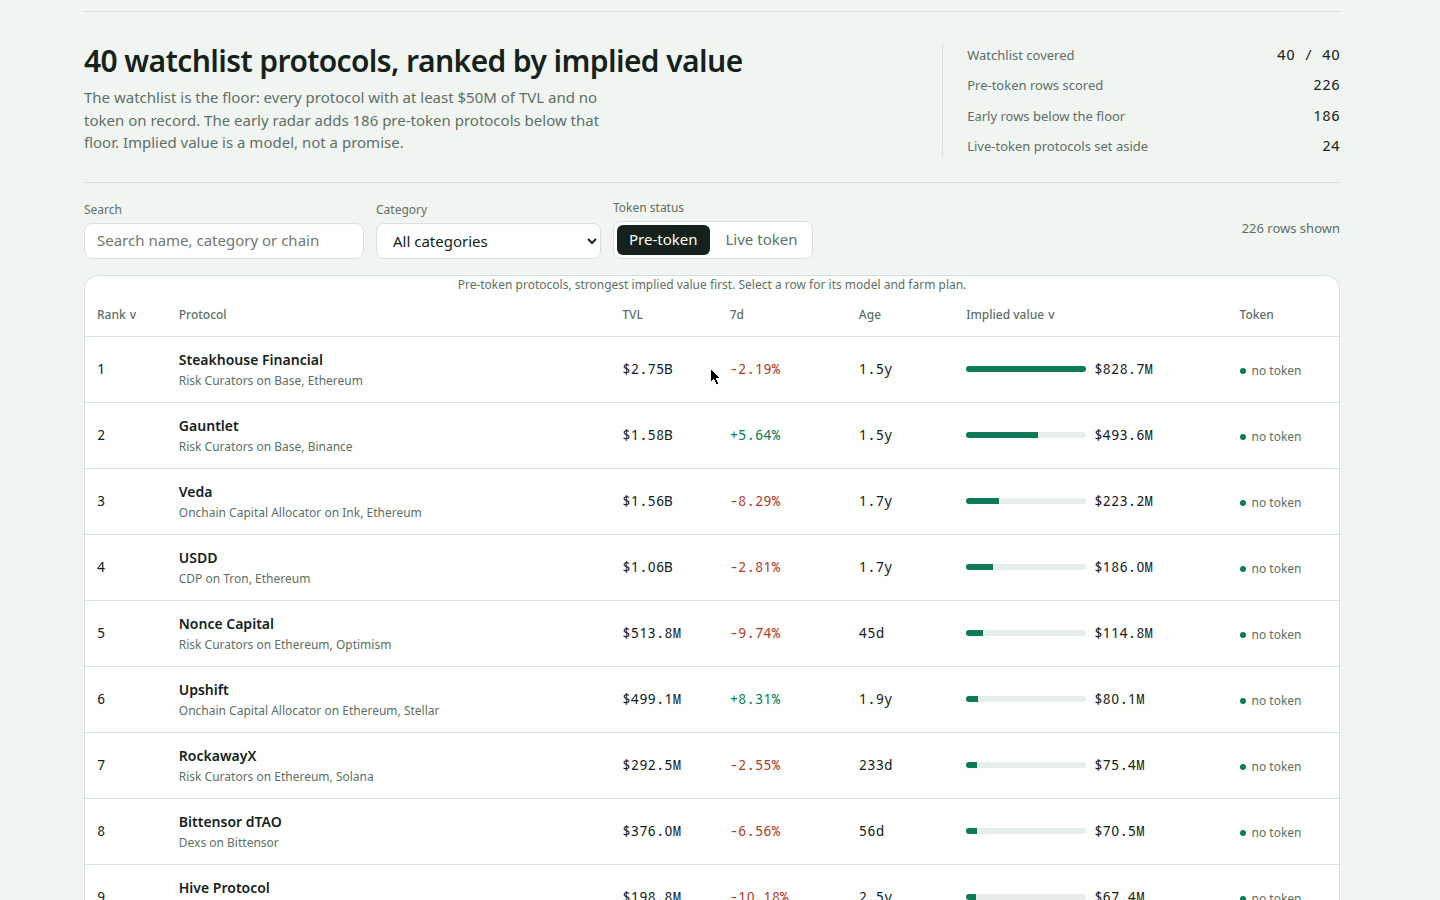 40 watchlist protocols, ranked by implied value
The watchlist is the floor: every protocol with at least $50M of TVL and no
token on record. The early radar adds 186 pre-token protocols below that
floor. Implied value is a model, not a promise.
Watchlist covered 40 / 40
Pre-token rows scored 226
Early rows below the floor 186
Live-token protocols set aside 24
Search
Category
Token status
Search name, category or chain
All categories
Pre-token
Live token
226 rows shown
Pre-token protocols, strongest implied value first. Select a row for its model and farm plan.
Rank v Protocol TVL 7d Age Implied value v Token
1 Steakhouse Financial $2.75B -2.19% 1.5y $828.7M no token
Risk Curators on Base, Ethereum
2 Gauntlet $1.58B +5.64% 1.5y $493.6M no token
Risk Curators on Base, Binance
3 Veda $1.56B -8.29% 1.7y $223.2M no token
Onchain Capital Allocator on Ink, Ethereum
4 USDD $1.06B -2.81% 1.7y $186.0M no token
CDP on Tron, Ethereum
5 Nonce Capital $513.8M -9.74% 45d $114.8M no token
Risk Curators on Ethereum, Optimism
6 Upshift $499.1M +8.31% 1.9y $80.1M no token
Onchain Capital Allocator on Ethereum, Stellar
7 RockawayX $292.5M -2.55% 233d $75.4M no token
Risk Curators on Ethereum, Solana
8 Bittensor dTAO $376.0M -6.56% 56d $70.5M no token
Dexs on Bittensor
9 Hive Protocol $198.8M -10.18% 2.5y $67.4M no token